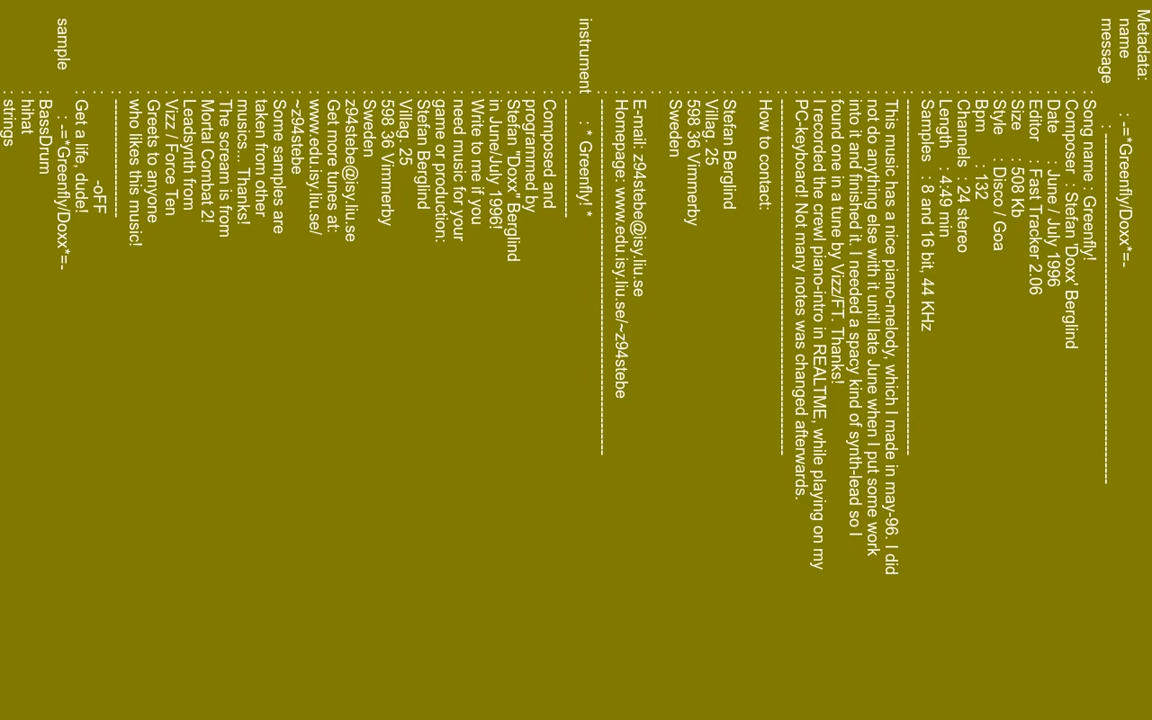 Metadata:
name : -=*Greenfly/Doxx*=-
message : ------------------------------------------------------------------------------
: Song name : Greenfly!
: Composer : Stefan 'Doxx' Berglind
: Date : June / July 1996
: Editor : Fast Tracker 2.06
: Size : 508 Kb
: Style : Disco / Goa
: Bpm : 132
: Channels : 24 stereo
: Length : 4:49 min
: Samples : 8 and 16 bit, 44 KHz
: ------------------------------------------------------------------------------
: This music has a nice piano-melody, which I made in may-96. I did
: not do anything else with it until late June when I put some work
: into it and finished it. I needed a spacy kind of synth-lead so I
: found one in a tune by Vizz/FT. Thanks!
: I recorded the crewl piano-intro in REALTME, while playing on my
: PC-keyboard! Not many notes was changed afterwards.
: ------------------------------------------------------------------------------
: How to contact:
:
: Stefan Berglind
: Villag. 25
: 598 36 Vimmerby
: Sweden
:
: E-mail: z94stebe@isy.liu.se
: Homepage: www.edu.isy.liu.se/~z94stebe
: ------------------------------------------------------------------------------
instrument : * Greenfly! *
: --------------------------
: Composed and
: programmed by
: Stefan "Doxx" Berglind
: in June/July 1996!
: Write to me if you
: need music for your
: game or production:
: Stefan Berglind
: Villag. 25
: 598 36 Vimmerby
: Sweden
: z94stebe@isy.liu.se
: Get more tunes at:
: www.edu.isy.liu.se/
: ~z94stebe
: Some samples are
: taken from other
: musics... Thanks!
: The scream is from
: Mortal Combat 2!
: Leadsynth from
: Vizz / Force Ten
: Greets to anyone
: who likes this music!
: --------------------------
: -oFF
: Get a life, dude!
sample : -=*Greenfly/Doxx*=-
: BassDrum
: hihat
: strings